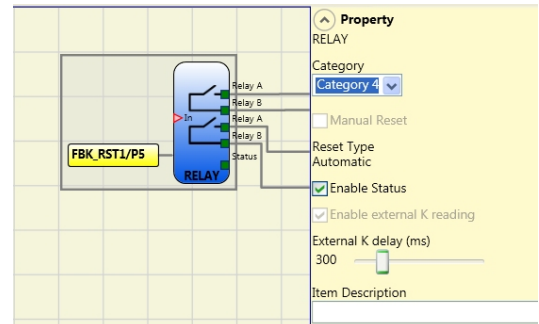 Relay A
Relay B
In
Relay A
Relay B
Status
FBK_RST1/P5
RELAY
Property
RELAY
Category
Category 4
Manual Reset
Reset Type
Automatic
Enable Status
Enable external K reading
External K delay (ms)
300
Item Description